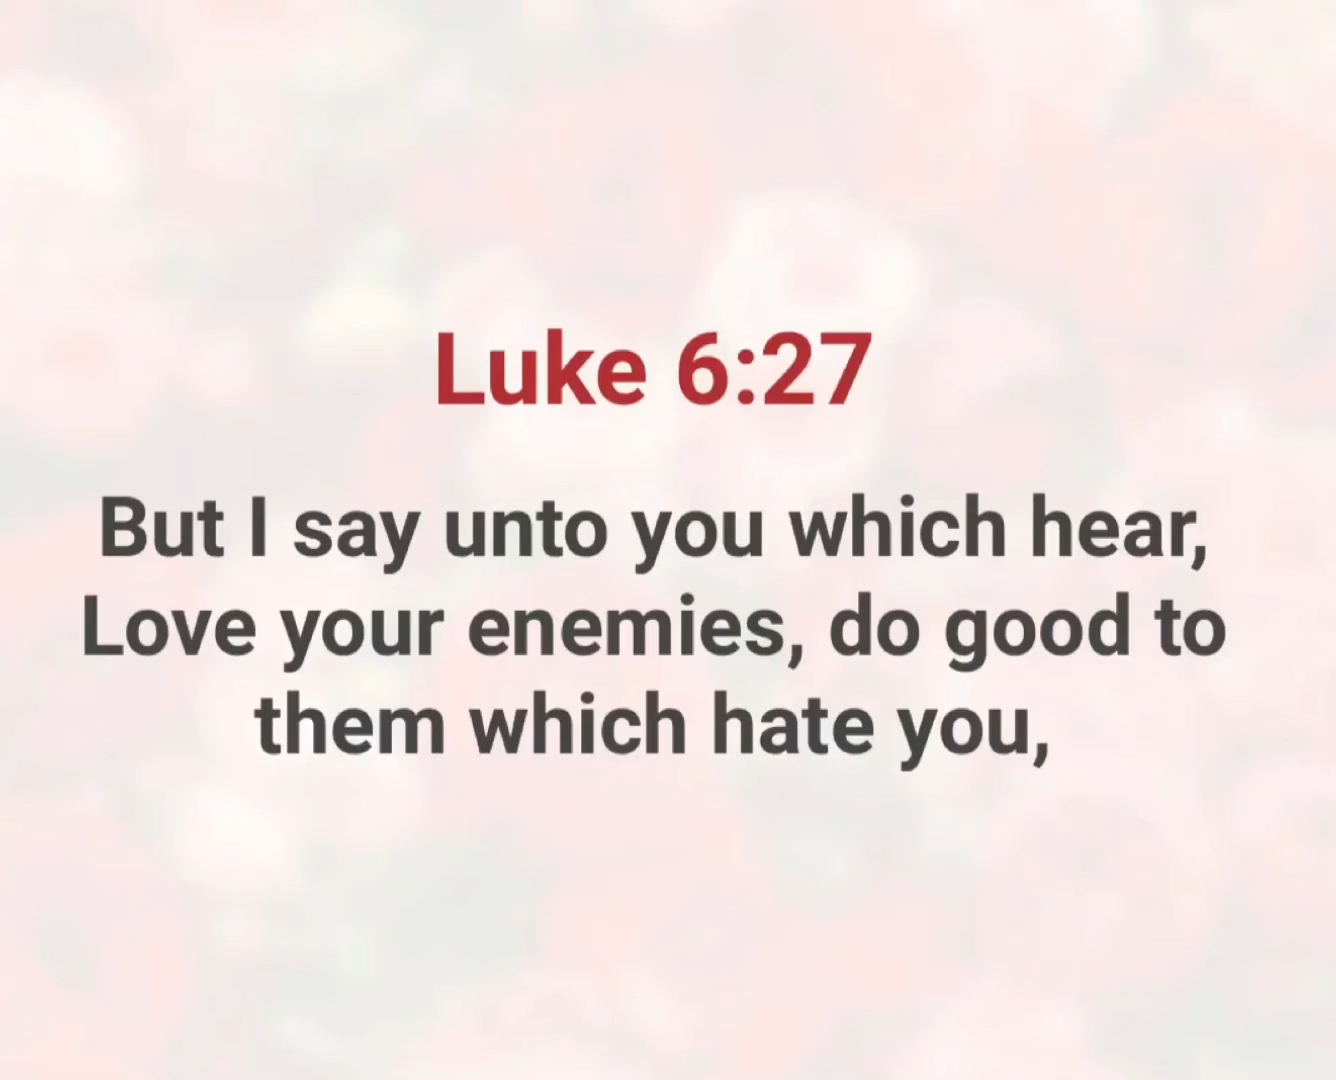 Luke 6:27
But I say unto you which hear,
Love your enemies, do good to
them which hate you,